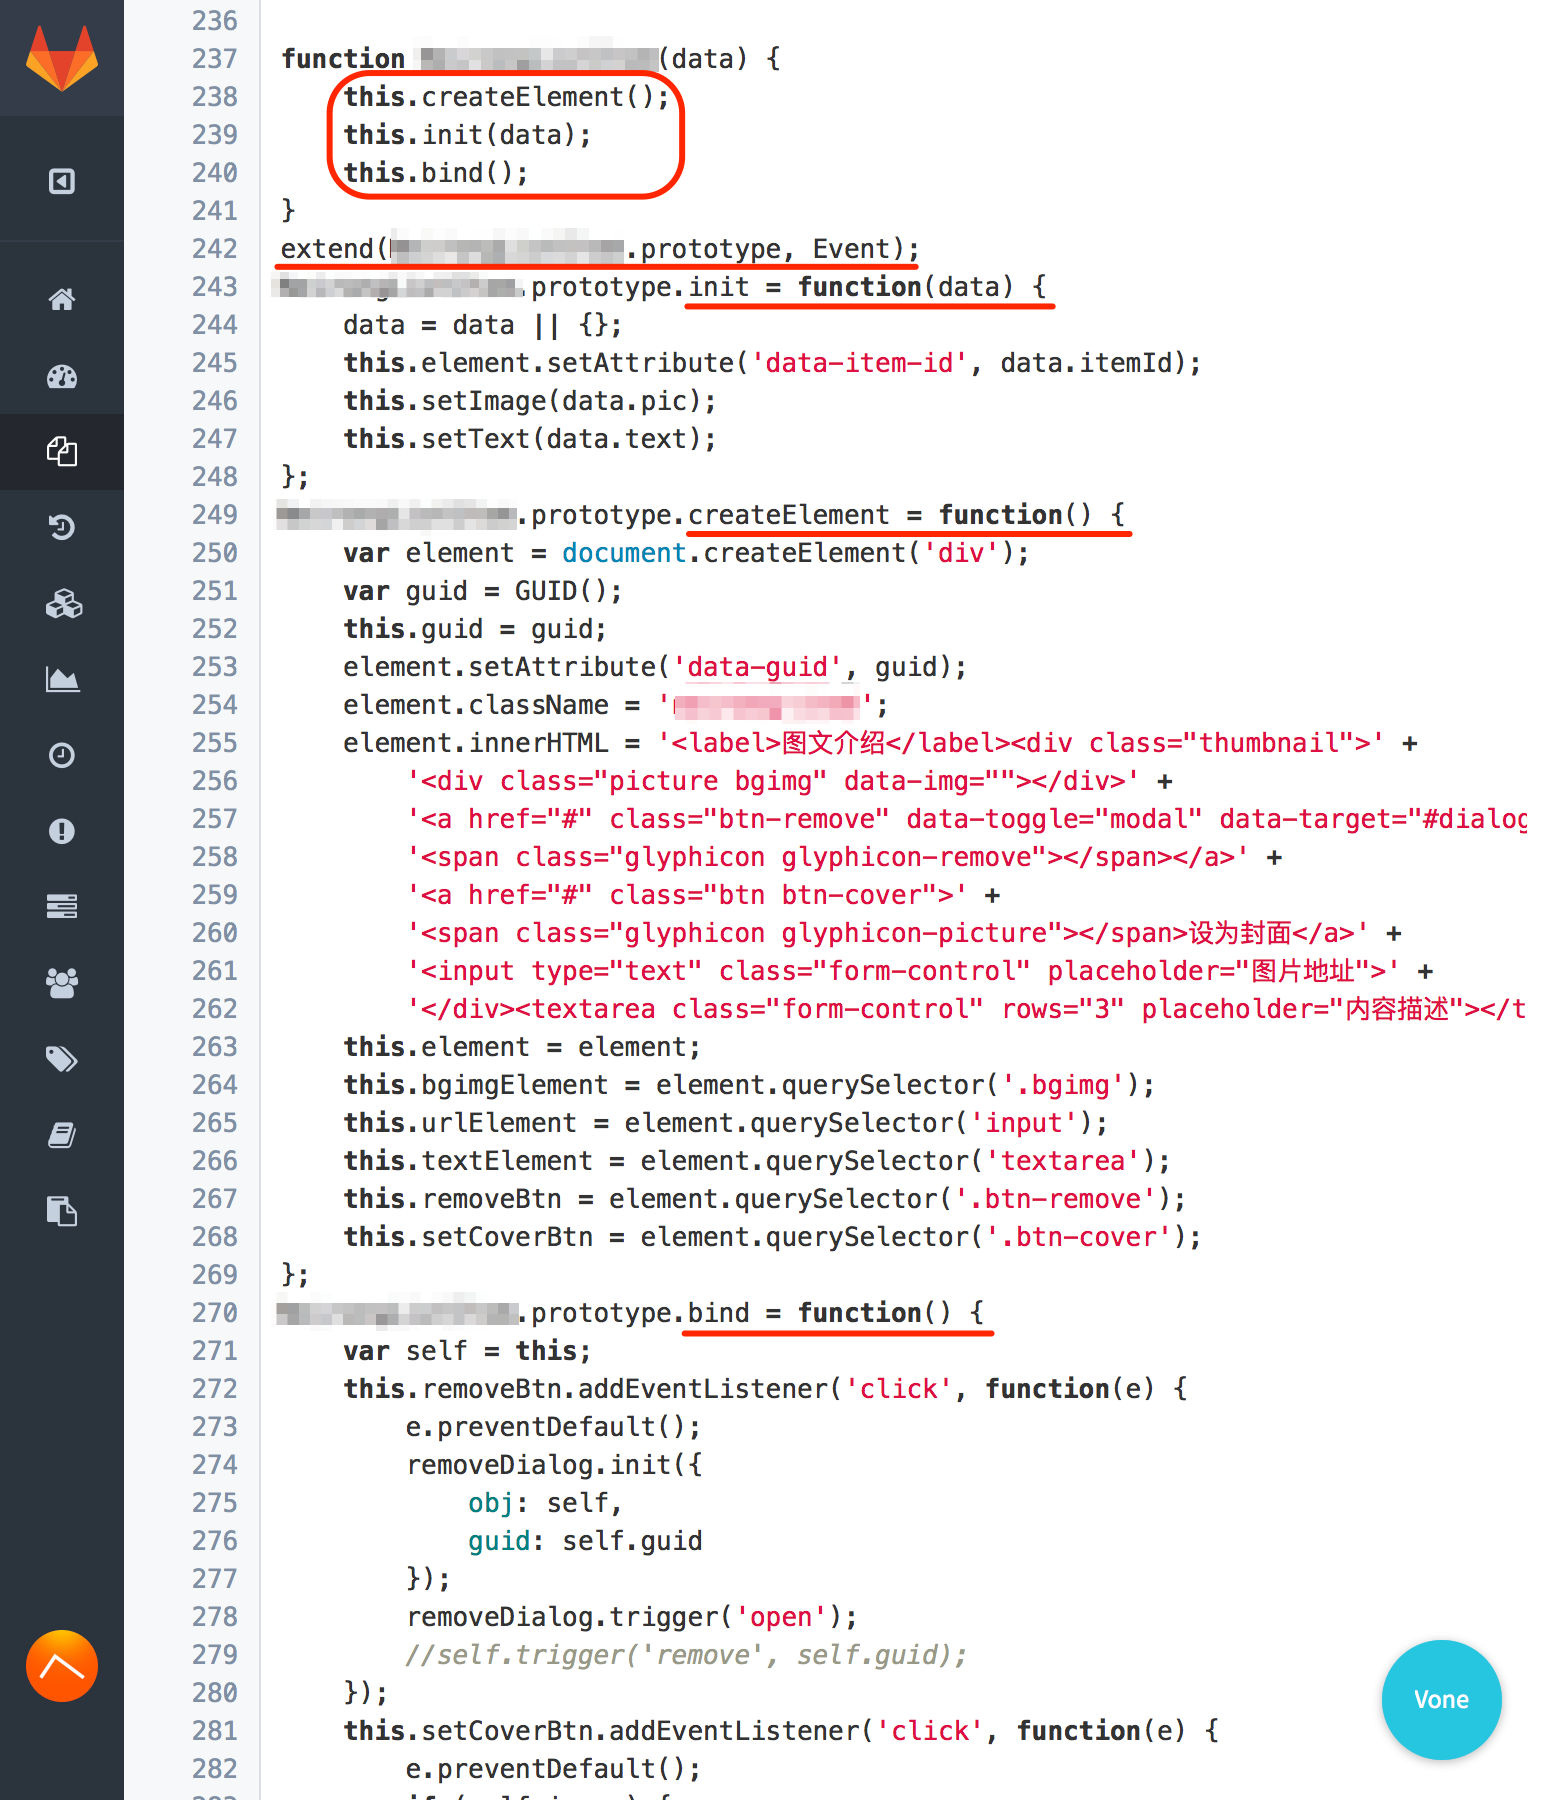 236
237 function (data) {
238 this.createElement();
239 this.init(data);
240 this.bind();
241 }
242 extend( .prototype, Event);
243 .prototype.init = function(data) {
244 data = data || {};
245 this.element.setAttribute('data-item-id', data.itemId);
246 this.setImage(data.pic);
247 this.setText(data.text);
248 };
249 .prototype.createElement = function() {
250 var element = document.createElement('div');
251 var guid = GUID();
252 this.guid = guid;
253 element.setAttribute('data-guid', guid);
254 element.className = ' ';
255 element.innerHTML = '<label>图文介绍</label><div class="thumbnail">' +
256 '<div class="picture bgimg" data-img=""></div>' +
257 '<a href="#" class="btn-remove" data-toggle="modal" data-target="#dialog
258 '<span class="glyphicon glyphicon-remove"></span></a>' +
259 '<a href="#" class="btn btn-cover">' +
260 '<span class="glyphicon glyphicon-picture"></span>设为封面</a>' +
261 '<input type="text" class="form-control" placeholder="图片地址">' +
262 '</div><textarea class="form-control" rows="3" placeholder="内容描述"></t
263 this.element = element;
264 this.bgimgElement = element.querySelector('.bgimg');
265 this.urlElement = element.querySelector('input');
266 this.textElement = element.querySelector('textarea');
267 this.removeBtn = element.querySelector('.btn-remove');
268 this.setCoverBtn = element.querySelector('.btn-cover');
269 };
270 .prototype.bind = function() {
271 var self = this;
272 this.removeBtn.addEventListener('click', function(e) {
273 e.preventDefault();
274 removeDialog.init({
275 obj: self,
276 guid: self.guid
277 });
278 removeDialog.trigger('open');
279 //self.trigger('remove', self.guid);
280 });
281 this.setCoverBtn.addEventListener('click', function(e) {
282 e.preventDefault();
Vone